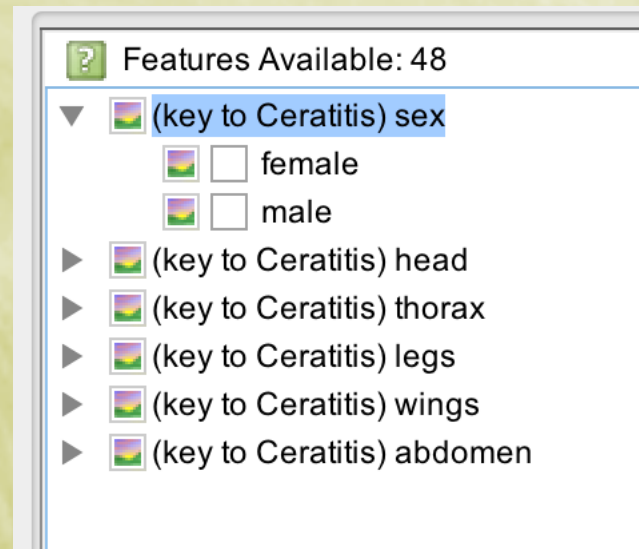 Features Available: 48
(key to Ceratitis) sex
female
male
(key to Ceratitis) head
(key to Ceratitis) thorax
(key to Ceratitis) legs
(key to Ceratitis) wings
(key to Ceratitis) abdomen